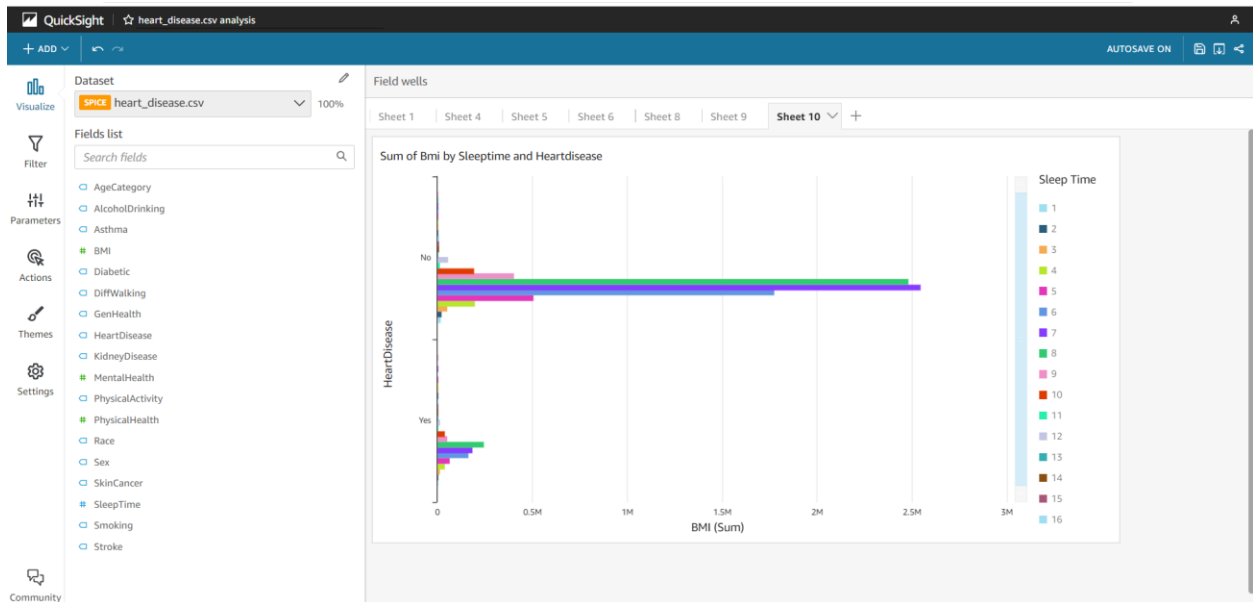 QuickSight heart_disease.csv analysis
ADD AUTOSAVE ON
Visualize
Filter
Parameters
Actions
Themes
Settings
Community
Dataset
SPICE heart_disease.csv 100%
Fields list
Search fields
AgeCategory
AlcoholDrinking
Asthma
# BMI
Diabetic
DiffWalking
GenHealth
HeartDisease
KidneyDisease
# MentalHealth
PhysicalActivity
# PhysicalHealth
Race
Sex
SkinCancer
# SleepTime
Smoking
Stroke
Field wells
Sheet 1 Sheet 4 Sheet 5 Sheet 6 Sheet 8 Sheet 9 Sheet 10 +
Sum of Bmi by Sleeptime and Heartdisease
HeartDisease
No
Yes
0 0.5M 1M 1.5M 2M 2.5M 3M
BMI (Sum)
Sleep Time
1
2
3
4
5
6
7
8
9
10
11
12
13
14
15
16